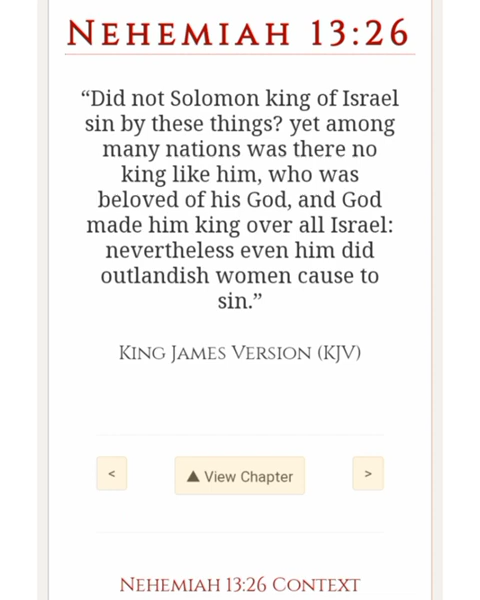 Nehemiah 13:26
“Did not Solomon king of Israel
sin by these things? yet among
many nations was there no
king like him, who was
beloved of his God, and God
made him king over all Israel:
nevertheless even him did
outlandish women cause to
sin.”
King James Version (KJV)
<
▲ View Chapter
>
Nehemiah 13:26 Context